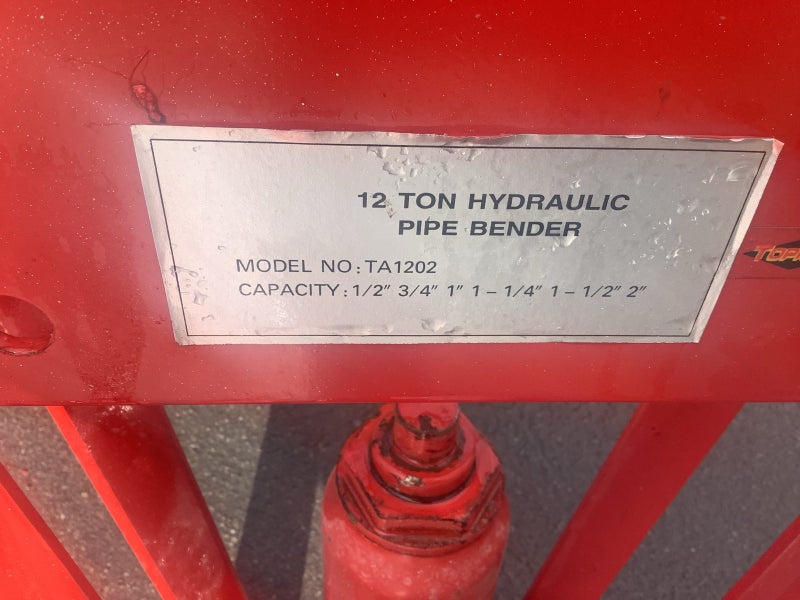 12 TON HYDRAULIC
PIPE BENDER
MODEL NO:TA1202
CAPACITY:1/2" 3/4" 1" 1–1/4" 1–1/2" 2"